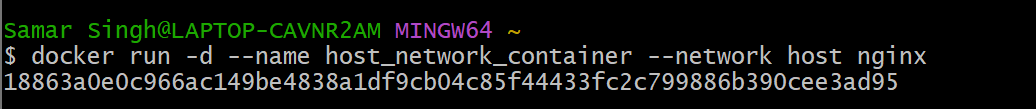 Samar Singh@LAPTOP-CAVNR2AM MINGW64 ~
$ docker run -d --name host_network_container --network host nginx
18863a0e0c966ac149be4838a1df9cb04c85f44433fc2c799886b390cee3ad95